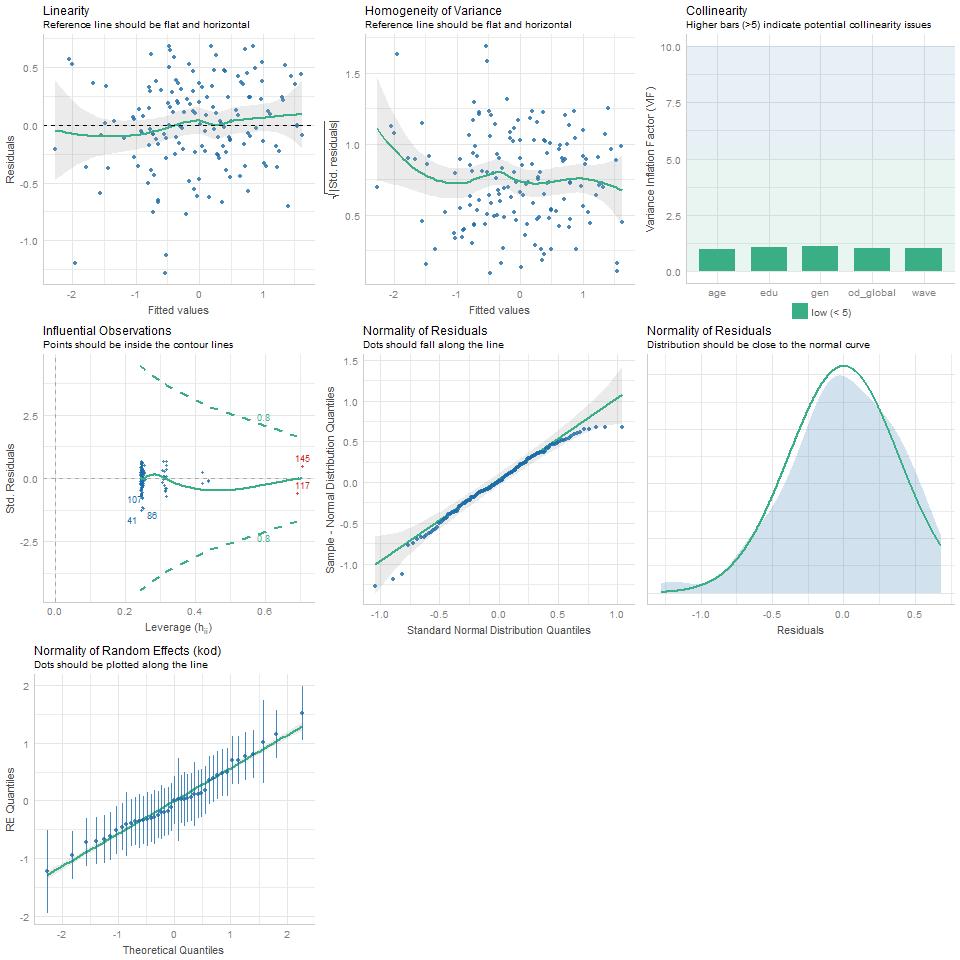 Linearity
Reference line should be flat and horizontal
Residuals
0.5
0.0
-0.5
-1.0
-2
-1
0
1
Fitted values
Homogeneity of Variance
Reference line should be flat and horizontal
√|Std. residuals|
1.5
1.0
0.5
-2
-1
0
1
Fitted values
Collinearity
Higher bars (>5) indicate potential collinearity issues
Variance Inflation Factor (VIF)
10.0
7.5
5.0
2.5
0.0
age
edu
gen
od_global
wave
low (< 5)
Influential Observations
Points should be inside the contour lines
Std. Residuals
2.5
0.0
-2.5
0.8
145
117
107
41
86
0.8
0.0
0.2
0.4
0.6
Leverage (hii)
Normality of Residuals
Dots should fall along the line
Sample - Normal Distribution Quantiles
1.5
1.0
0.5
0.0
-0.5
-1.0
-1.0
-0.5
0.0
0.5
1.0
Standard Normal Distribution Quantiles
Normality of Residuals
Distribution should be close to the normal curve
-1.0
-0.5
0.0
0.5
Residuals
Normality of Random Effects (kod)
Dots should be plotted along the line
RE Quantiles
2
1
0
-1
-2
-2
-1
0
1
2
Theoretical Quantiles